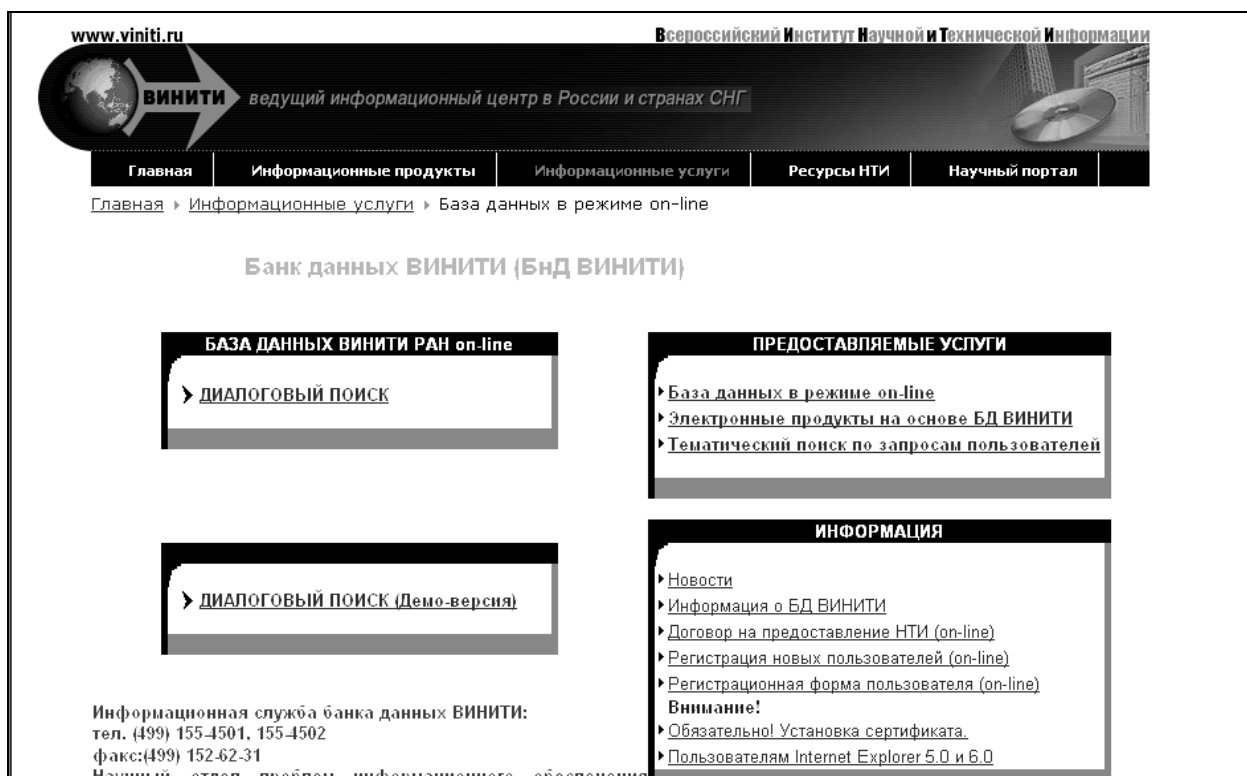 www.viniti.ru
Всероссийский Институт Научной и Технической Информации
ВИНИТИ
ведущий информационный центр в России и странах СНГ
Главная Информационные продукты Информационные услуги Ресурсы НТИ Научный портал
Главная Информационные услуги База данных в режиме on-line
Банк данных ВИНИТИ (БнД ВИНИТИ)
БАЗА ДАННЫХ ВИНИТИ РАН on-line
ДИАЛОГОВЫЙ ПОИСК
ДИАЛОГОВЫЙ ПОИСК (Демо-версия)
Информационная служба банка данных ВИНИТИ:
тел. (499) 155-4501, 155-4502
факс:(499) 152-62-31
Научный отдел проблем информационного обеспечения
ПРЕДОСТАВЛЯЕМЫЕ УСЛУГИ
База данных в режиме on-line
Электронные продукты на основе БД ВИНИТИ
Тематический поиск по запросам пользователей
ИНФОРМАЦИЯ
Новости
Информация о БД ВИНИТИ
Договор на предоставление НТИ (on-line)
Регистрация новых пользователей (on-line)
Регистрационная форма пользователя (on-line)
Внимание!
Обязательно! Установка сертификата.
Пользователям Internet Explorer 5.0 и 6.0